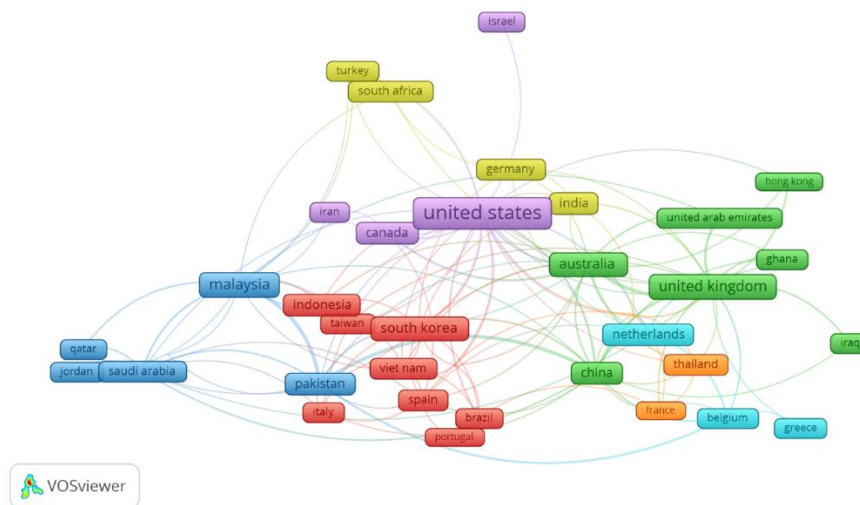 israel
turkey
south africa
germany
hong kong
iran
united states
india
united arab emirates
canada
ghana
australia
malaysia
united kingdom
indonesia
taiwan
south korea
netherlands
iraq
qatar
thailand
jordan
saudi arabia
viet nam
china
pakistan
spain
italy
brazil
france
belgium
greece
portugal
VOSviewer